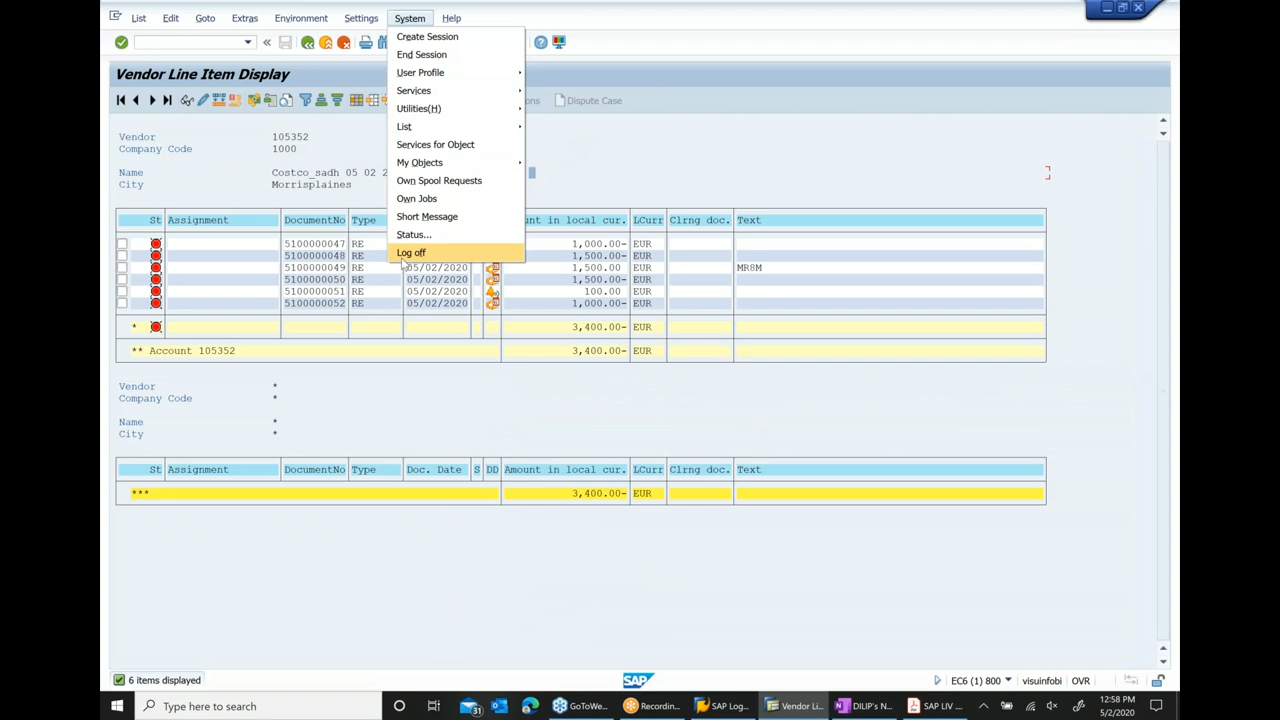 List Edit Goto Extras Environment Settings System Help
Create Session
End Session
User Profile
Services
Utilities(H)
List
Services for Object
My Objects
Own Spool Requests
Own Jobs
Short Message
Status...
Log off
Vendor Line Item Display
ons Dispute Case
Vendor 105352
Company Code 1000
Name Costco_sadh 05 02 2
City Morrisplaines
St Assignment DocumentNo Type unt in local cur. LCurr Clrng doc. Text
5100000047 RE 1,000.00- EUR
5100000048 RE 1,500.00- EUR
5100000049 RE 05/02/2020 1,500.00 EUR MR8M
5100000050 RE 05/02/2020 1,500.00- EUR
5100000051 RE 05/02/2020 100.00 EUR
5100000052 RE 05/02/2020 1,000.00- EUR
* 3,400.00- EUR
** Account 105352 3,400.00- EUR
Vendor *
Company Code *
Name *
City *
St Assignment DocumentNo Type Doc. Date S DD Amount in local cur. LCurr Clrng doc. Text
*** 3,400.00- EUR
6 items displayed
SAP
EC6 (1) 800 visuinfobi OVR
Type here to search
31
GoToWe...
Recordin...
SAP Log...
Vendor Li...
DILIP's N...
SAP LIV ...
12:58 PM
5/2/2020